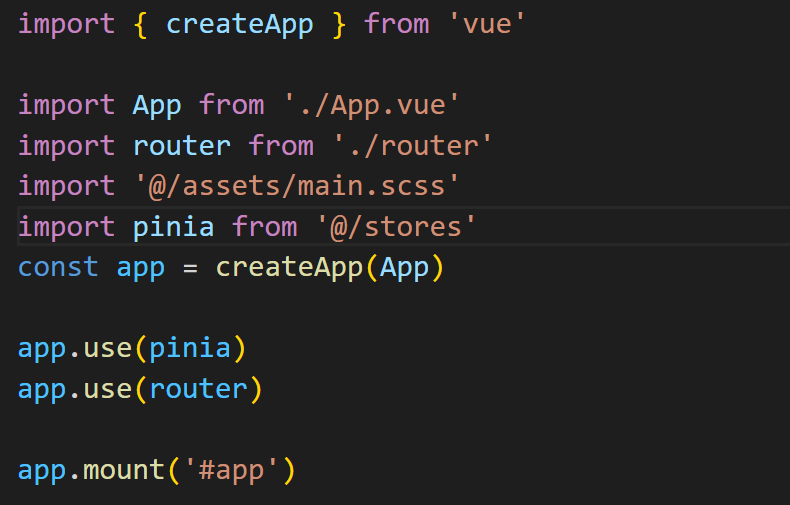 import { createApp } from 'vue'
import App from './App.vue'
import router from './router'
import '@/assets/main.scss'
import pinia from '@/stores'
const app = createApp(App)
app.use(pinia)
app.use(router)
app.mount('#app')